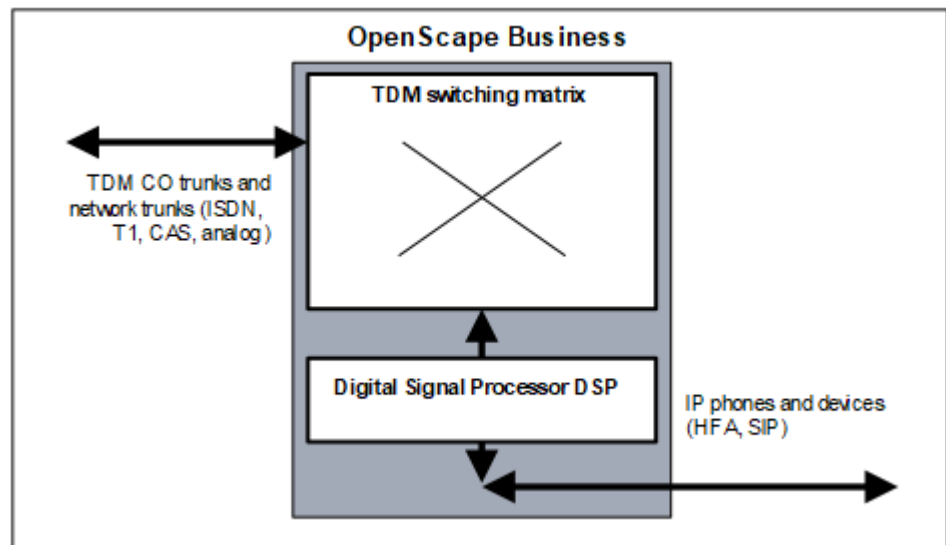 OpenScape Business
TDM switching matrix
TDM CO trunks and
network trunks (ISDN,
T1, CAS, analog)
Digital Signal Processor DSP
IP phones and devices
(HFA, SIP)